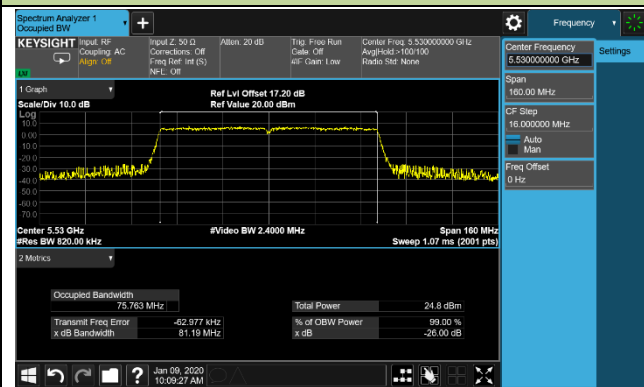 Spectrum Analyzer 1
Occupied BW
Frequency
KEYSIGHT
Input: RF
Coupling: AC
Align: Off
Input Z: 50 Ω
Corrections: Off
Freq Ref: Int (S)
NFE: Off
Atten: 20 dB
Trig: Free Run
Gate: Off
#IF Gain: Low
Center Freq: 5.530000000 GHz
Avg|Hold:>100/100
Radio Std: None
LXI
Center Frequency
5.530000000 GHz
Settings
Span
160.00 MHz
CF Step
16.000000 MHz
Auto
Man
Freq Offset
0 Hz
1 Graph
Scale/Div 10.0 dB
Ref Lvl Offset 17.20 dB
Ref Value 20.00 dBm
Log
10.0
0.00
-10.0
-20.0
-30.0
-40.0
-50.0
-60.0
-70.0
Center 5.53 GHz
#Video BW 2.4000 MHz
Span 160 MHz
#Res BW 820.00 kHz
Sweep 1.07 ms (2001 pts)
2 Metrics
Occupied Bandwidth
75.763 MHz
Total Power 24.8 dBm
Transmit Freq Error -62.977 kHz
% of OBW Power 99.00 %
x dB Bandwidth 81.19 MHz
x dB -26.00 dB
Jan 09, 2020
10:09:27 AM